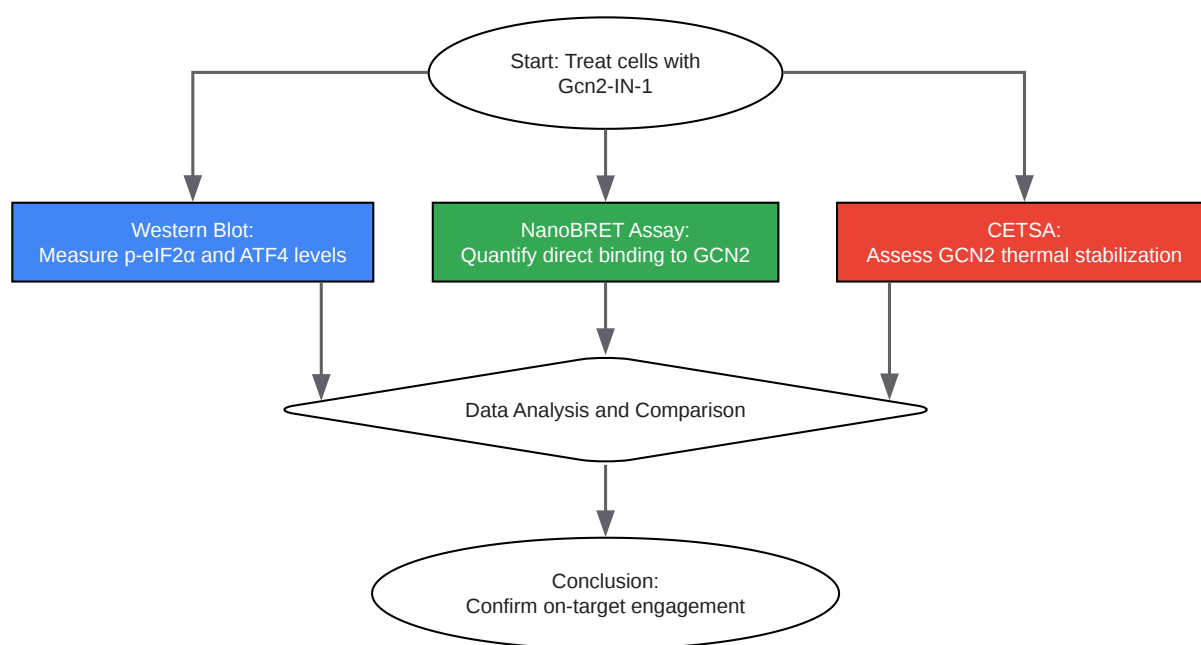 Start: Treat cells with
Gcn2-IN-1
Western Blot:
Measure p-eIF2α and ATF4 levels
NanoBRET Assay:
Quantify direct binding to GCN2
CETSA:
Assess GCN2 thermal stabilization
Data Analysis and Comparison
Conclusion:
Confirm on-target engagement